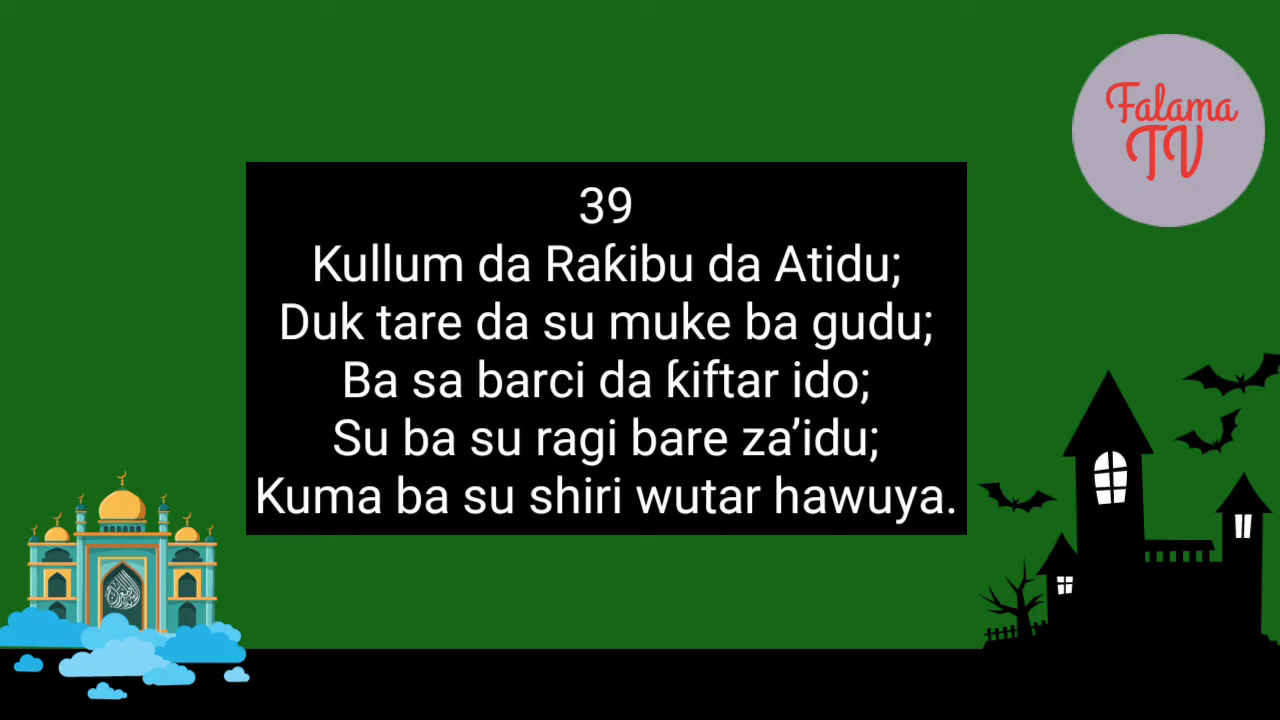 Falama
TV
39
Kullum da Raƙibu da Atidu;
Duk tare da su muke ba gudu;
Ba sa barci da ƙiftar ido;
Su ba su ragi bare za’idu;
Kuma ba su shiri wutar hawuya.